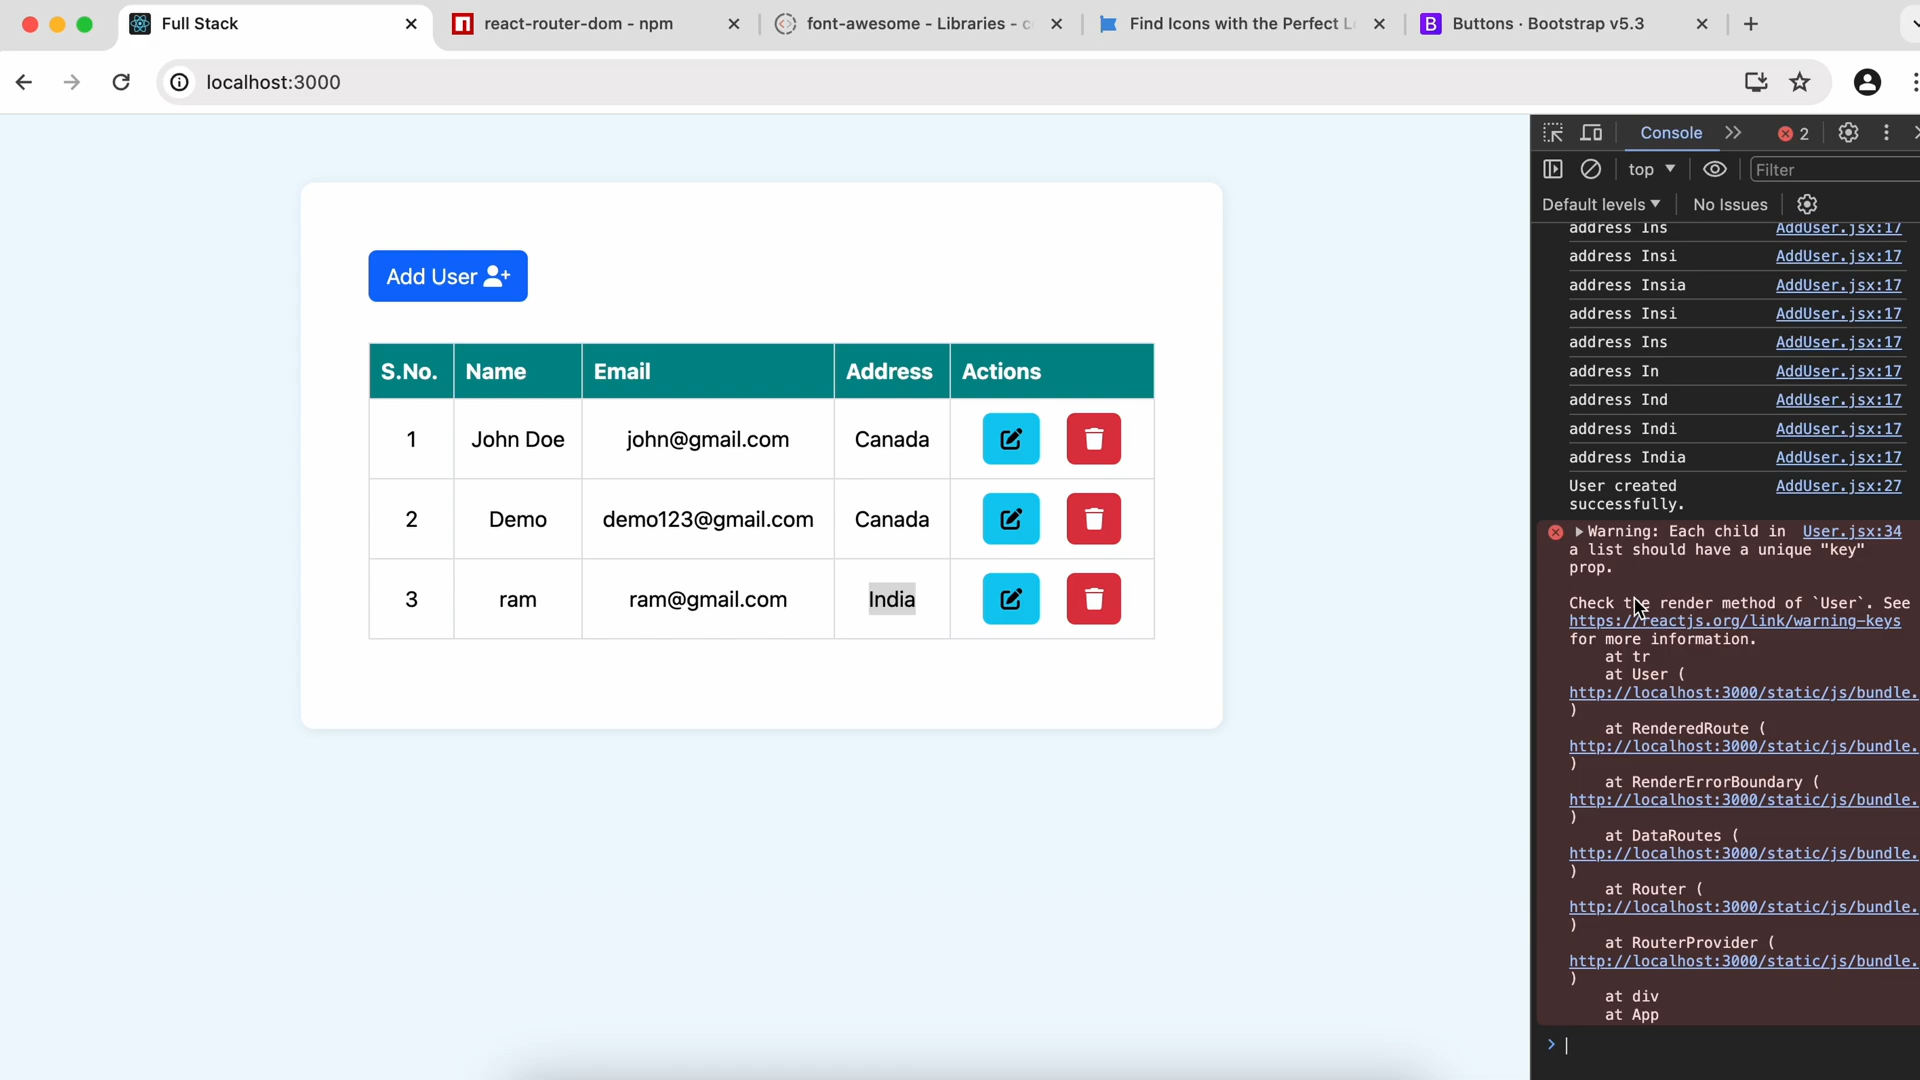 Full Stack
react-router-dom - npm
font-awesome - Libraries - c
Find Icons with the Perfect L
B Buttons · Bootstrap v5.3
localhost:3000
Console
2
top
Filter
Default levels
No Issues
Add User
S.No. Name Email Address Actions
1 John Doe john@gmail.com Canada
2 Demo demo123@gmail.com Canada
3 ram ram@gmail.com India
address Ins AddUser.jsx:17
address Insi AddUser.jsx:17
address Insia AddUser.jsx:17
address Insi AddUser.jsx:17
address Ins AddUser.jsx:17
address In AddUser.jsx:17
address Ind AddUser.jsx:17
address Indi AddUser.jsx:17
address India AddUser.jsx:17
User created AddUser.jsx:27
successfully.
Warning: Each child in User.jsx:34
a list should have a unique "key"
prop.
Check the render method of `User`. See
https://reactjs.org/link/warning-keys
for more information.
at tr
at User (
http://localhost:3000/static/js/bundle.
)
at RenderedRoute (
http://localhost:3000/static/js/bundle.
)
at RenderErrorBoundary (
http://localhost:3000/static/js/bundle.
)
at DataRoutes (
http://localhost:3000/static/js/bundle.
)
at Router (
http://localhost:3000/static/js/bundle.
)
at RouterProvider (
http://localhost:3000/static/js/bundle.
)
at div
at App